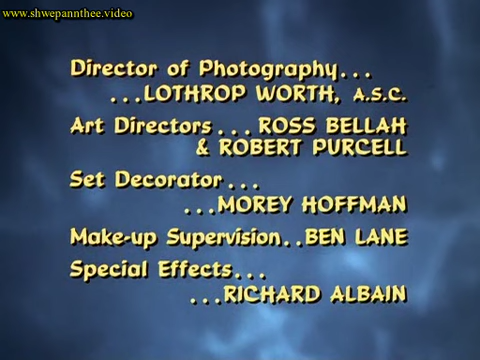 www.shwepannthee.video
Director of Photography...
...LOTHROP WORTH, A.S.C.
Art Directors ... ROSS BELLAH
& ROBERT PURCELL
Set Decorator ...
...MOREY HOFFMAN
Make-up Supervision..BEN LANE
Special Effects...
...RICHARD ALBAIN